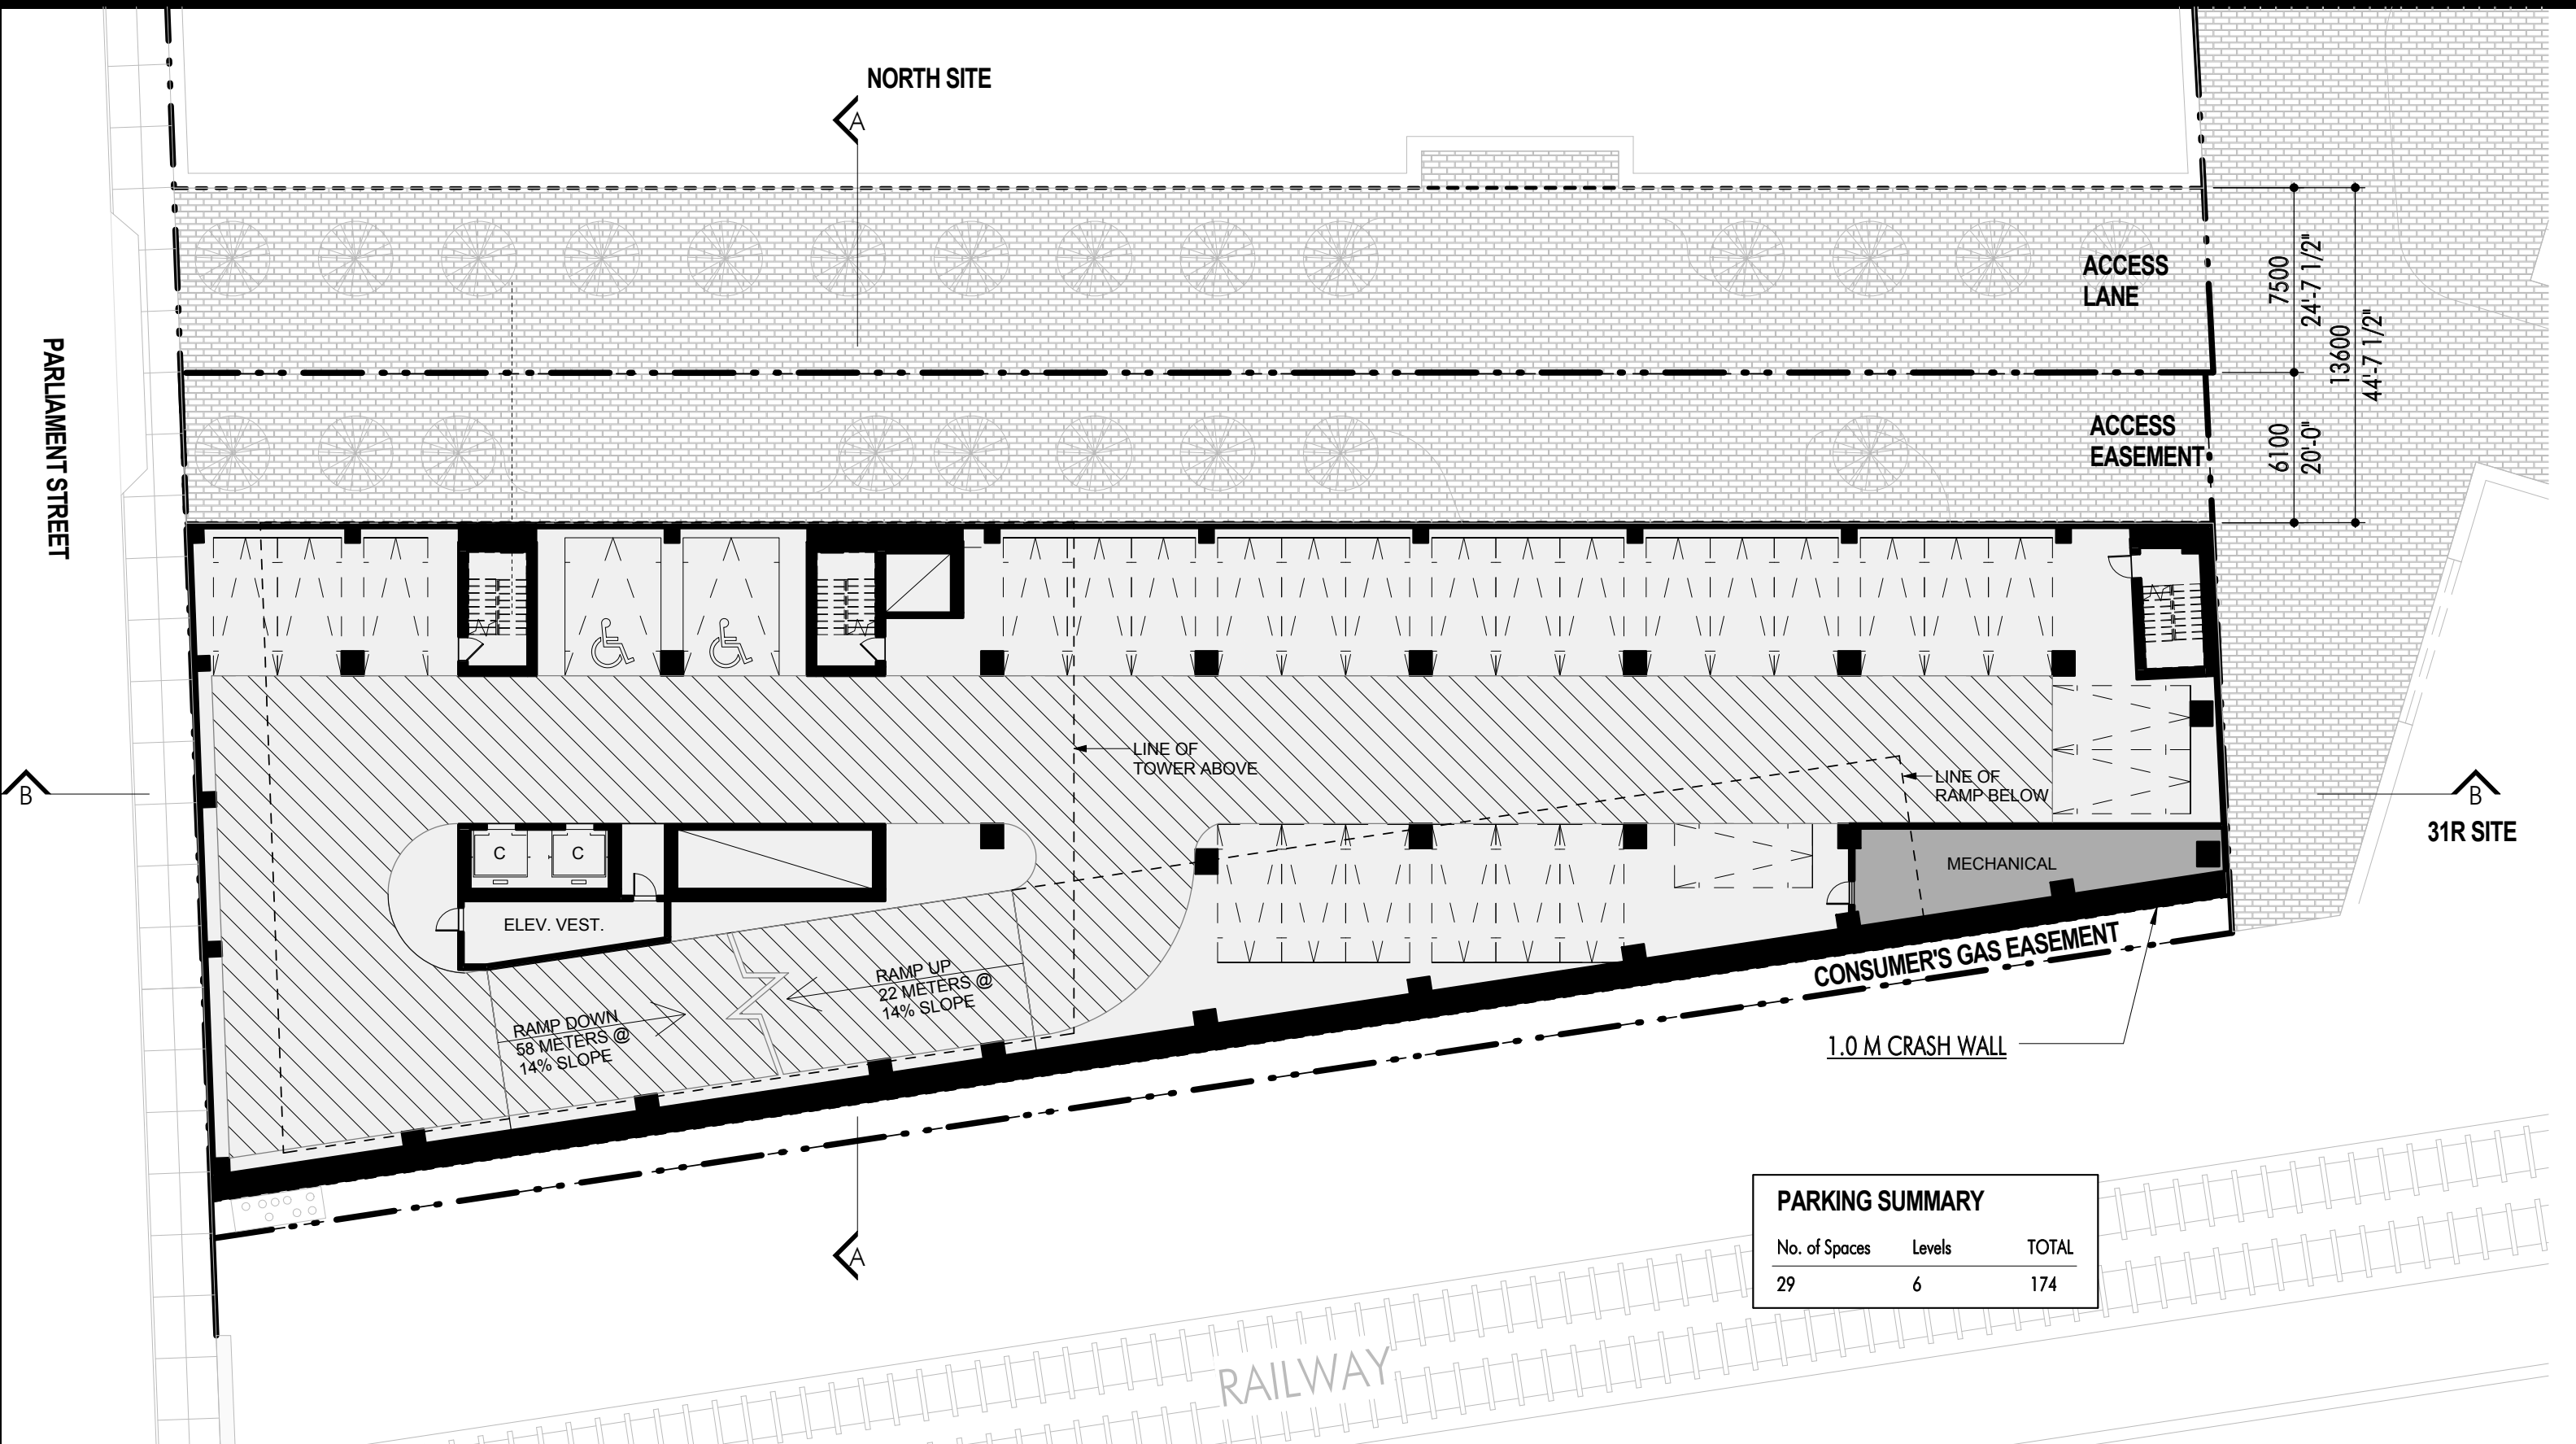 NORTH SITE
A
PARLIAMENT STREET
ACCESS
LANE
7500
24'-7 1/2"
13600
44'-7 1/2"
ACCESS
EASEMENT
6100
20'-0"
LINE OF
TOWER ABOVE
LINE OF
RAMP BELOW
B
B
31R SITE
C
C
MECHANICAL
ELEV. VEST.
RAMP UP
22 METERS @
14% SLOPE
RAMP DOWN
58 METERS @
14% SLOPE
CONSUMER'S GAS EASEMENT
1.0 M CRASH WALL
A
PARKING SUMMARY
No. of Spaces Levels TOTAL
29 6 174
RAILWAY